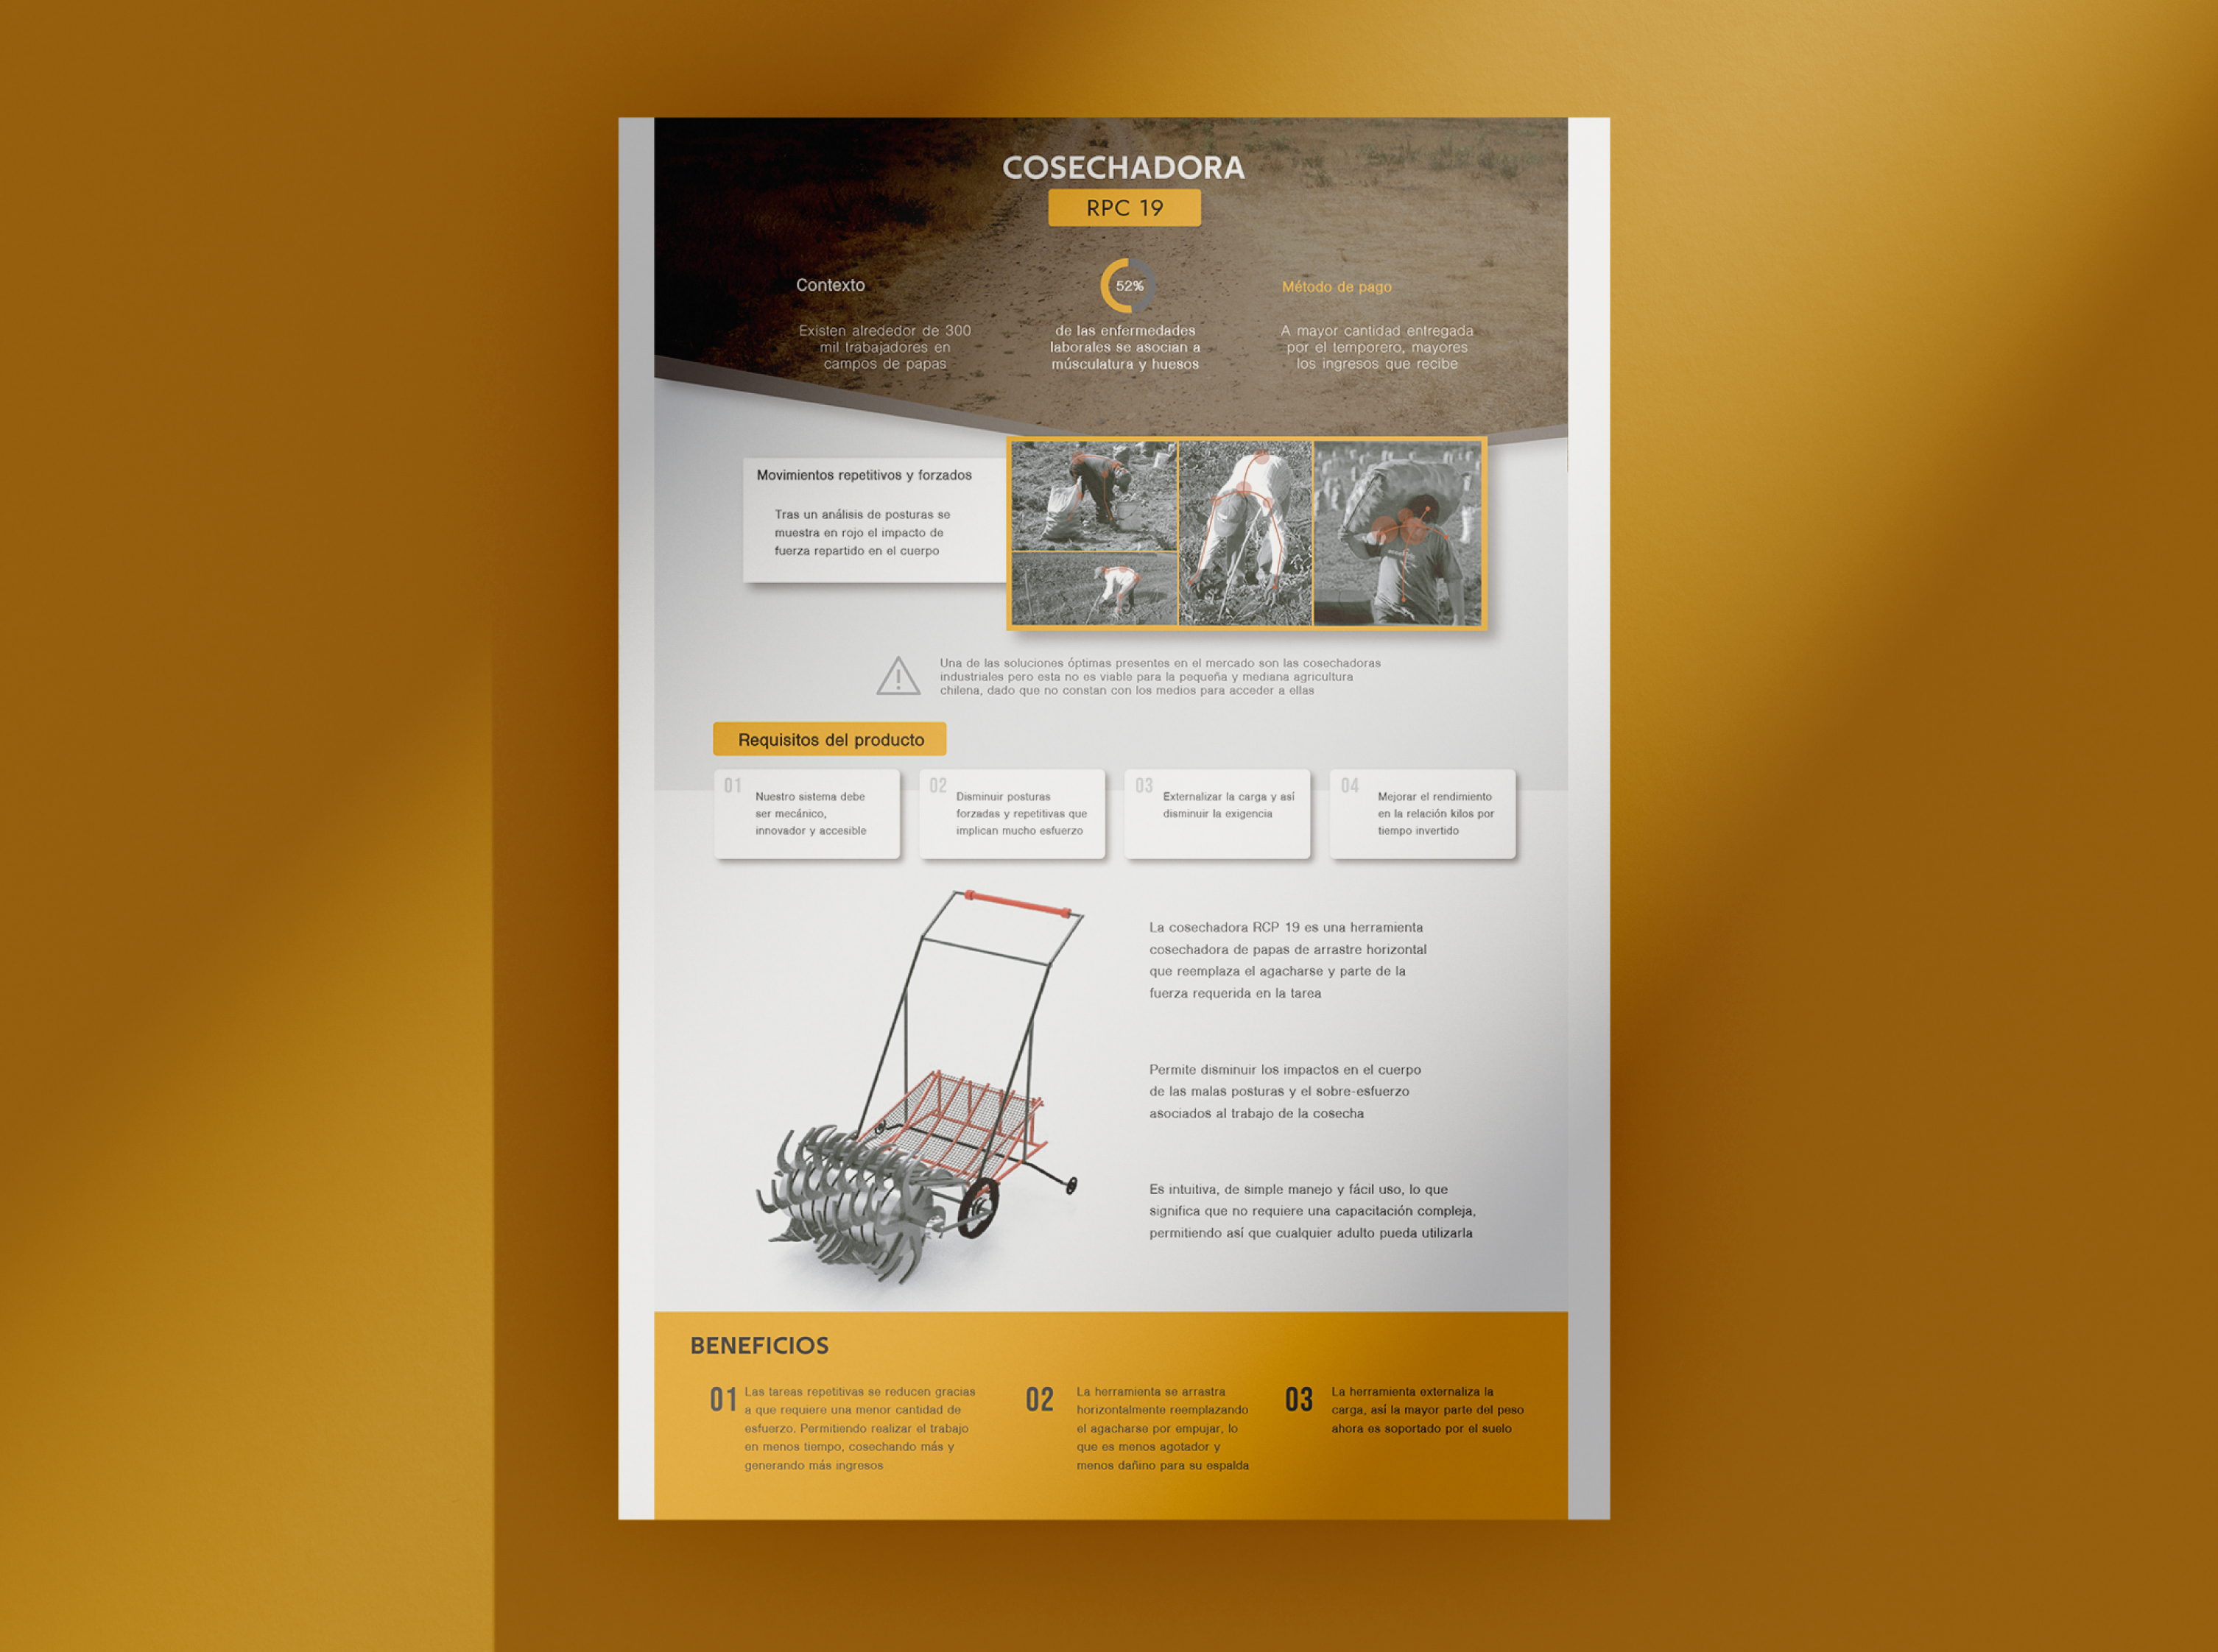 COSECHADORA
RPC 19
Contexto
Existen alrededor de 300
mil trabajadores en
campos de papas
52%
de las enfermedades
laborales se asocian a
músculatura y huesos
Método de pago
A mayor cantidad entregada
por el temporero, mayores
los ingresos que recibe
Movimientos repetitivos y forzados
Tras un análisis de posturas se
muestra en rojo el impacto de
fuerza repartido en el cuerpo
Una de las soluciones óptimas presentes en el mercado son las cosechadoras
industriales pero esta no es viable para la pequeña y mediana agricultura
chilena, dado que no constan con los medios para acceder a ellas
Requisitos del producto
01
Nuestro sistema debe
ser mecánico,
innovador y accesible
02
Disminuir posturas
forzadas y repetitivas que
implican mucho esfuerzo
03
Externalizar la carga y así
disminuir la exigencia
04
Mejorar el rendimiento
en la relación kilos por
tiempo invertido
La cosechadora RCP 19 es una herramienta
cosechadora de papas de arrastre horizontal
que reemplaza el agacharse y parte de la
fuerza requerida en la tarea
Permite disminuir los impactos en el cuerpo
de las malas posturas y el sobre-esfuerzo
asociados al trabajo de la cosecha
Es intuitiva, de simple manejo y fácil uso, lo que
significa que no requiere una capacitación compleja,
permitiendo así que cualquier adulto pueda utilizarla
BENEFICIOS
01
Las tareas repetitivas se reducen gracias
a que requiere una menor cantidad de
esfuerzo. Permitiendo realizar el trabajo
en menos tiempo, cosechando más y
generando más ingresos
02
La herramienta se arrastra
horizontalmente reemplazando
el agacharse por empujar, lo
que es menos agotador y
menos dañino para su espalda
03
La herramienta externaliza la
carga, así la mayor parte del peso
ahora es soportado por el suelo